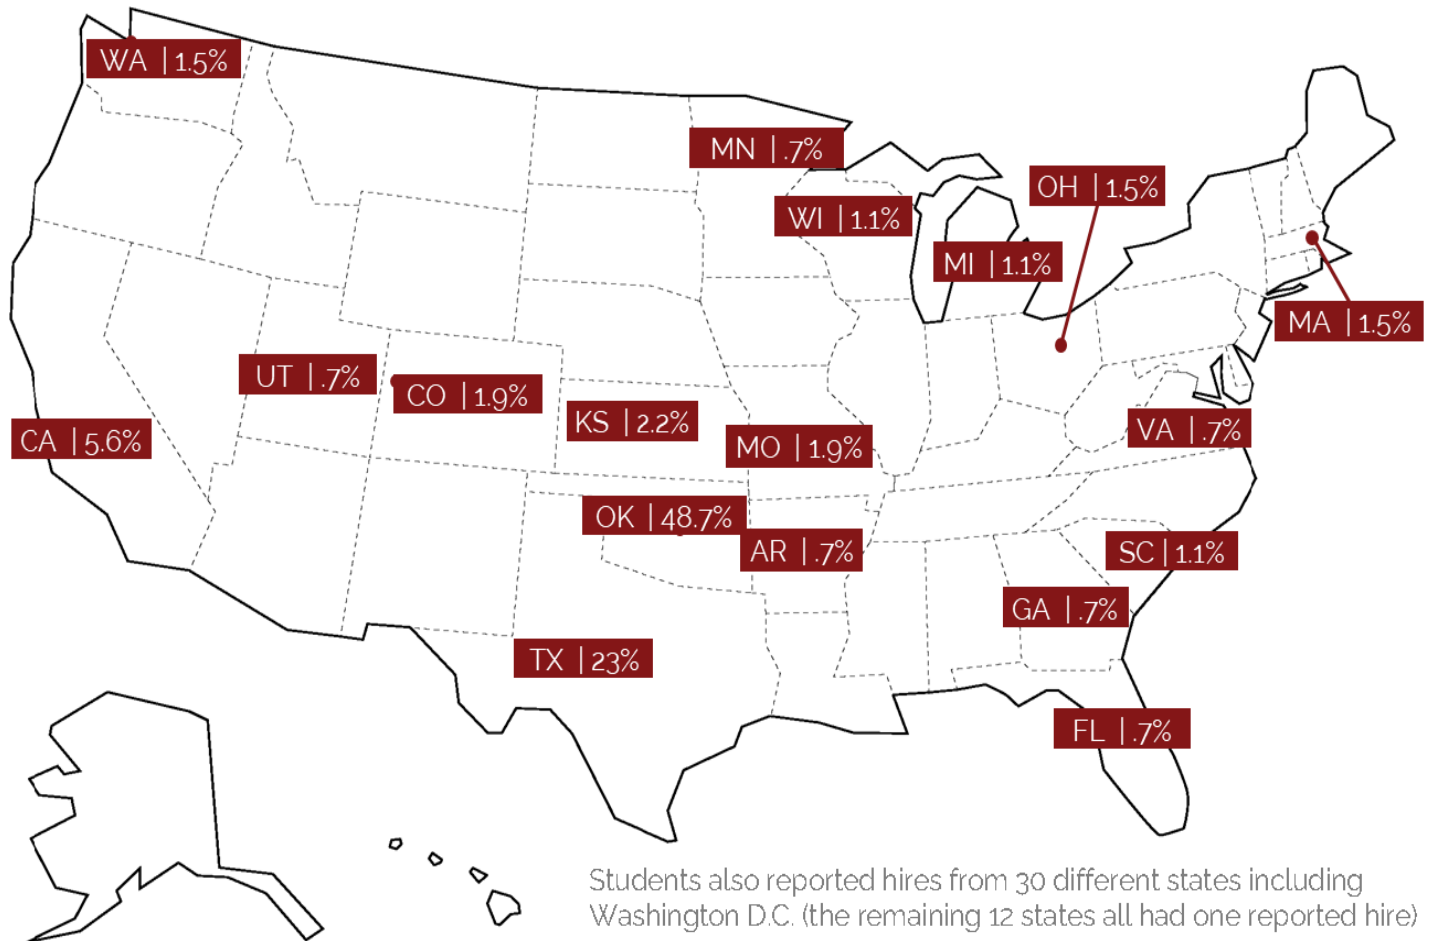 WA | 1.5%
MN | .7%
OH | 1.5%
WI | 1.1%
MI | 1.1%
MA | 1.5%
UT | .7%
CO | 1.9%
KS | 2.2%
CA | 5.6%
MO | 1.9%
VA | .7%
OK | 48.7%
AR | .7%
SC | 1.1%
GA | .7%
TX | 23%
FL | .7%
Students also reported hires from 30 different states including
Washington D.C. (the remaining 12 states all had one reported hire)